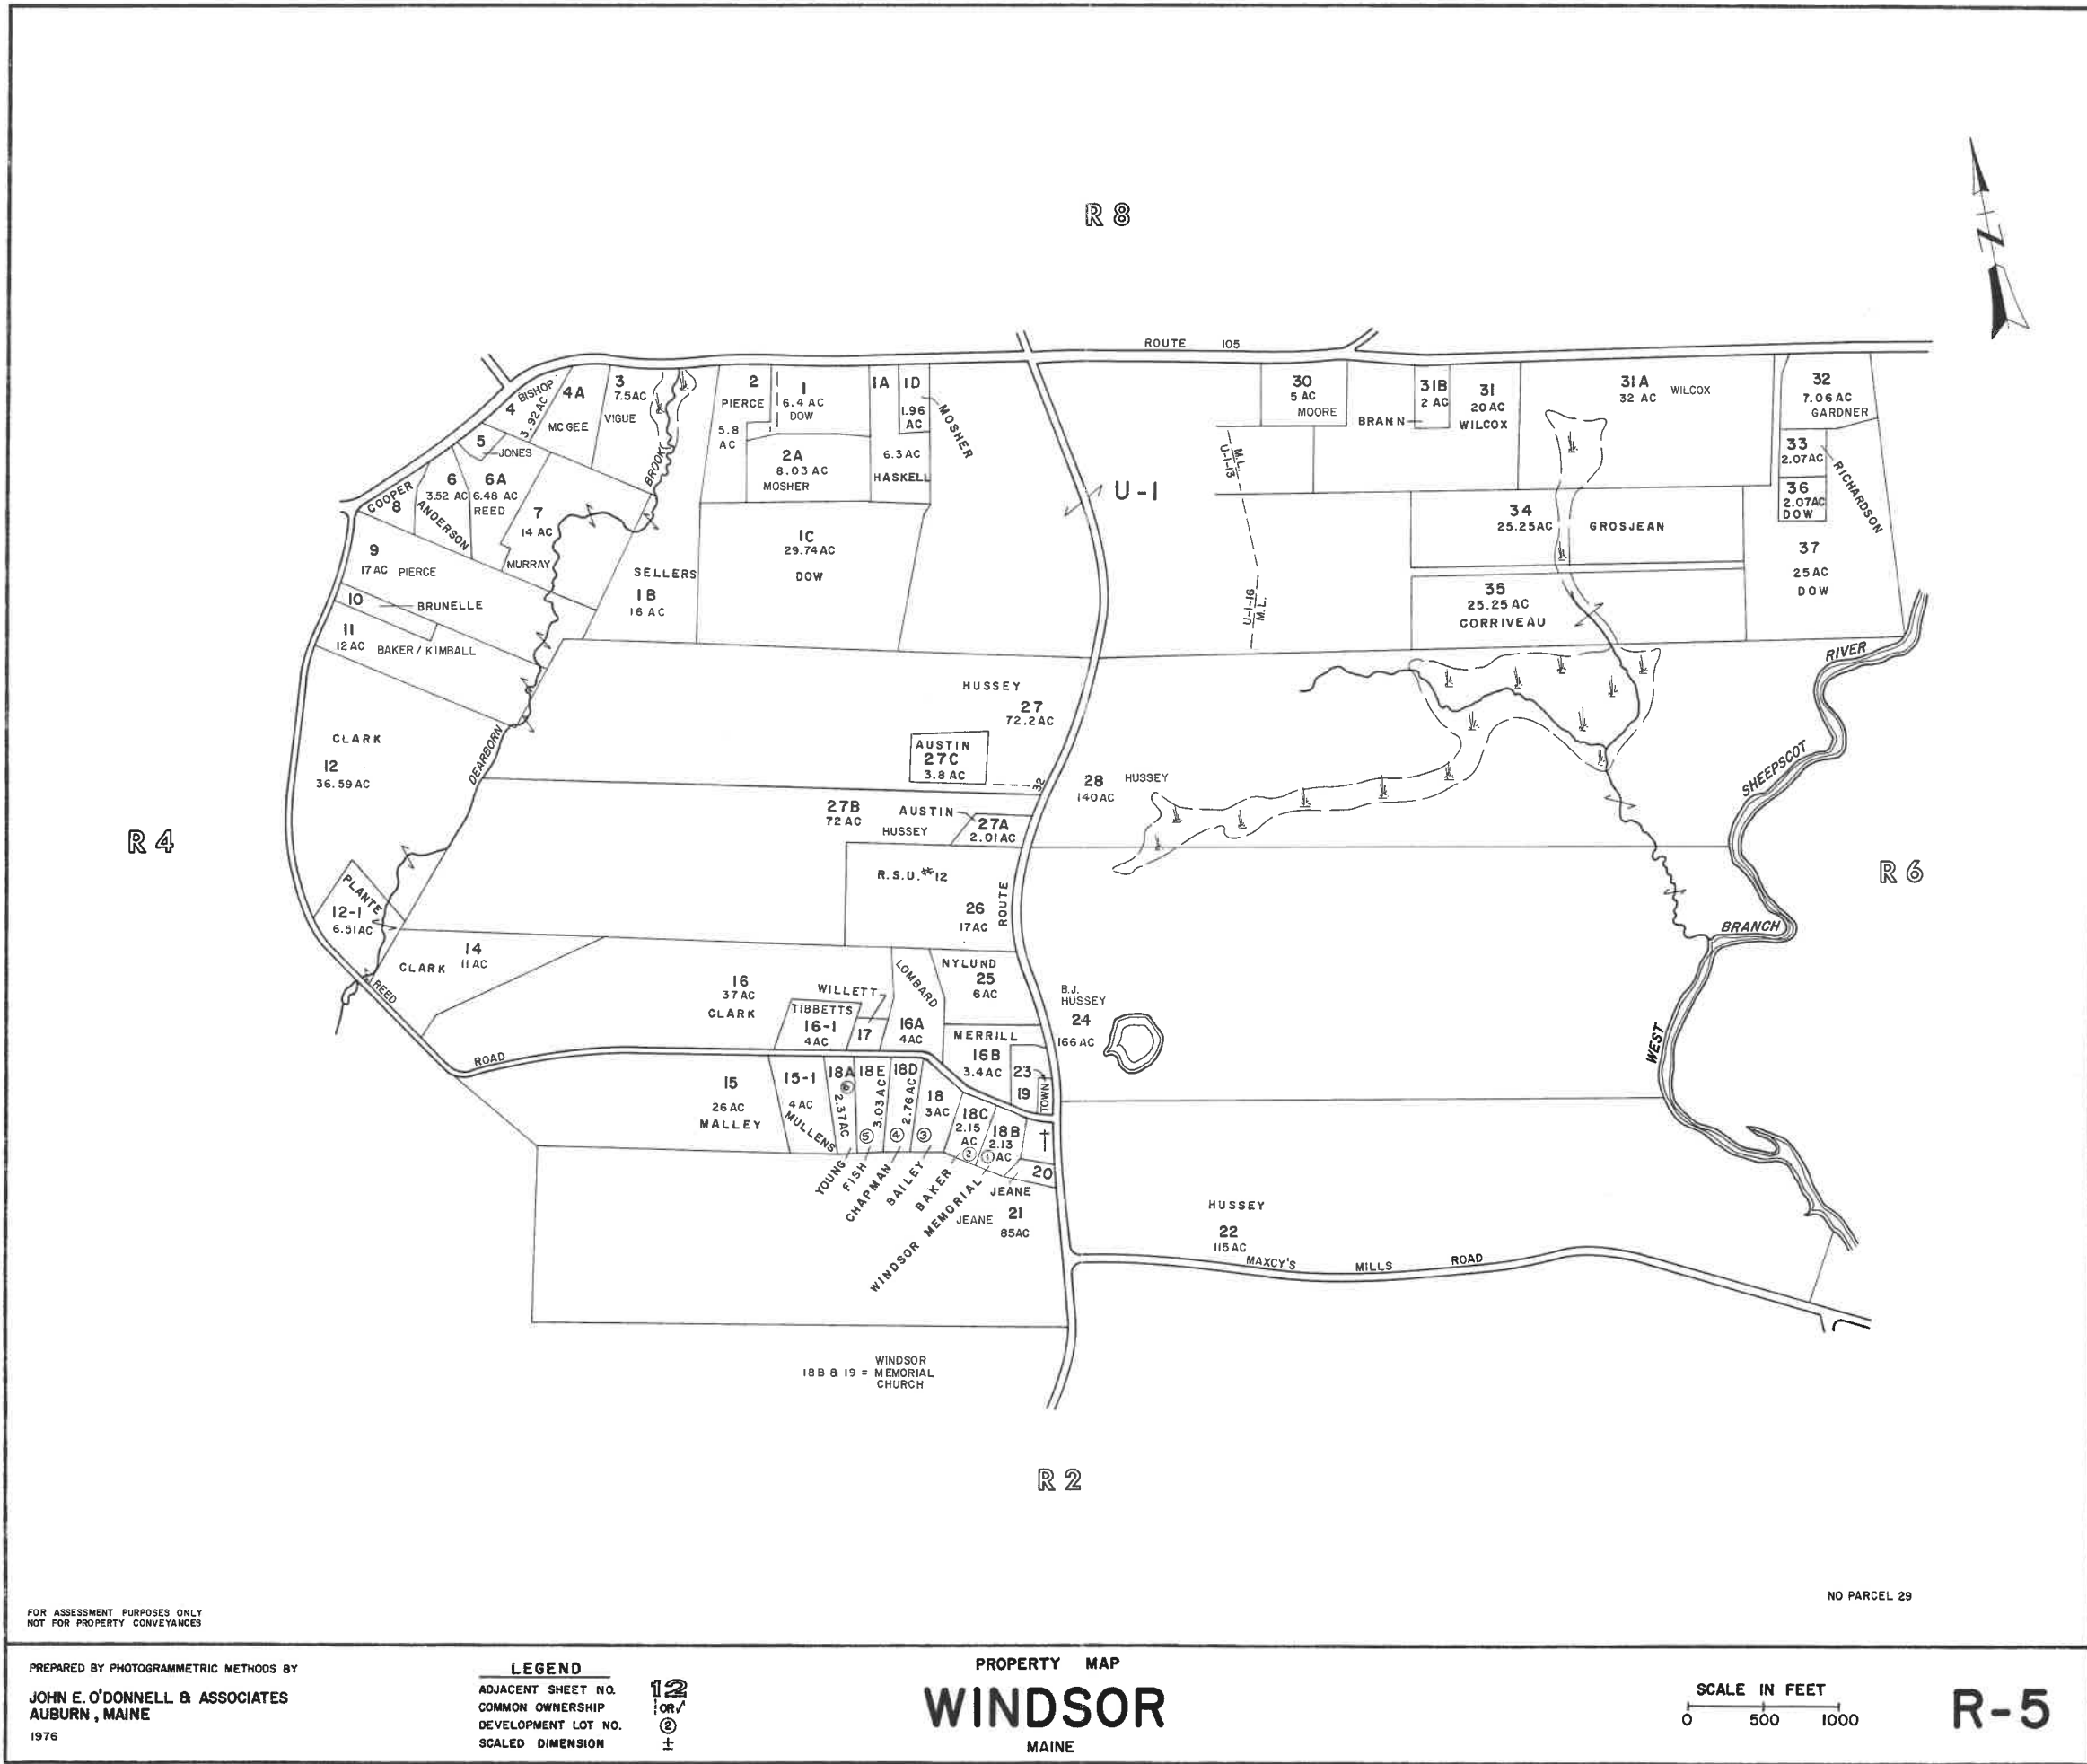 R 8
ROUTE 105
4
BISHOP
3.92 AC
4A
MC GEE
3
7.5 AC
VIGUE
BROOK
2
PIERCE
5.8
AC
1
6.4 AC
DOW
1A
6.3 AC
HASKELL
1D
1.96
AC
MOSHER
2A
8.03 AC
MOSHER
30
5 AC
MOORE
31B
2 AC
BRANN
31
20 AC
WILCOX
31A
32 AC
WILCOX
32
7.06 AC
GARDNER
33
2.07 AC
RICHARDSON
36
2.07 AC
DOW
37
25 AC
DOW
5
JONES
COOPER
8
6
3.52 AC
ANDERSON
6A
6.48 AC
REED
7
14 AC
MURRAY
U-1
M.L.
U-1-13
U-1-16
M.L.
34
25.25 AC
GROSJEAN
35
25.25 AC
CORRIVEAU
1C
29.74 AC
DOW
SELLERS
1B
16 AC
9
17 AC PIERCE
10
BRUNELLE
11
12 AC
BAKER / KIMBALL
CLARK
12
36.59 AC
DEARBORN
HUSSEY
27
72.2 AC
AUSTIN
27C
3.8 AC
32
28
HUSSEY
140 AC
RIVER
SHEEPSCOT
27B
72 AC
HUSSEY
AUSTIN
27A
2.01 AC
R 4
R 6
PLANTE
12-1
6.51 AC
R.S.U. #12
26
17 AC
ROUTE
BRANCH
WEST
14
CLARK 11 AC
REED
ROAD
16
37 AC
CLARK
WILLETT
TIBBETTS
16-1
4 AC
17
LOMBARD
16A
4 AC
NYLUND
25
6 AC
MERRILL
16B
3.4 AC
23
19
TOWN
B.J.
HUSSEY
24
166 AC
15
26 AC
MALLEY
15-1
4 AC
MULLENS
18A
6
2.37 AC
18E
3.03 AC
5
18D
2.76 AC
4
18
3 AC
3
18C
2.15
AC
2
18B
2.13
AC
1
YOUNG
FISH
CHAPMAN
BAILEY
BAKER
WINDSOR MEMORIAL
20
JEANE
JEANE
21
85 AC
HUSSEY
22
115 AC
MAXCY'S MILLS ROAD
18B & 19 = WINDSOR
MEMORIAL
CHURCH
R 2
NO PARCEL 29
FOR ASSESSMENT PURPOSES ONLY
NOT FOR PROPERTY CONVEYANCES
PREPARED BY PHOTOGRAMMETRIC METHODS BY
JOHN E. O'DONNELL & ASSOCIATES
AUBURN, MAINE
1976
LEGEND
ADJACENT SHEET NO. 12
COMMON OWNERSHIP OR
DEVELOPMENT LOT NO. 2
SCALED DIMENSION ±
PROPERTY MAP
WINDSOR
MAINE
SCALE IN FEET
0 500 1000
R-5